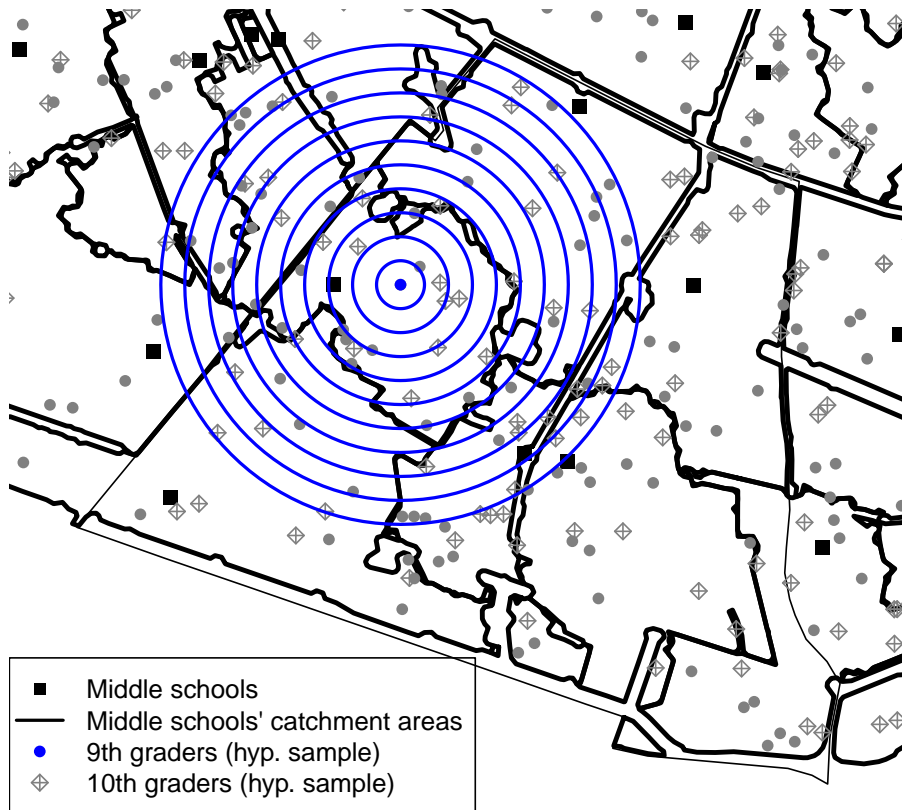 Middle schools
Middle schools' catchment areas
9th graders (hyp. sample)
10th graders (hyp. sample)